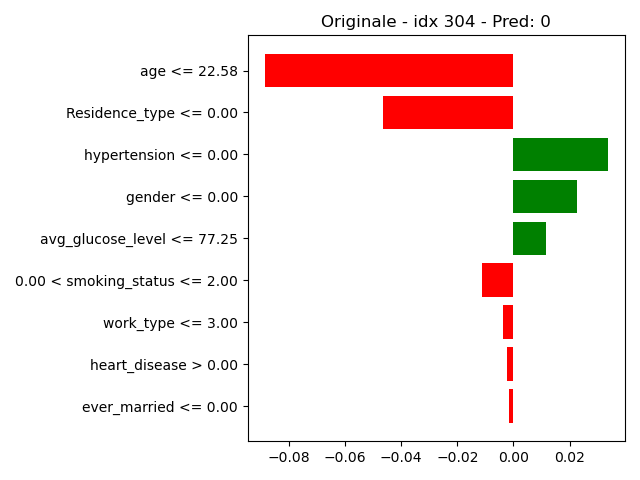 Originale - idx 304 - Pred: 0
age <= 22.58
Residence_type <= 0.00
hypertension <= 0.00
gender <= 0.00
avg_glucose_level <= 77.25
0.00 < smoking_status <= 2.00
work_type <= 3.00
heart_disease > 0.00
ever_married <= 0.00
−0.08 −0.06 −0.04 −0.02 0.00 0.02